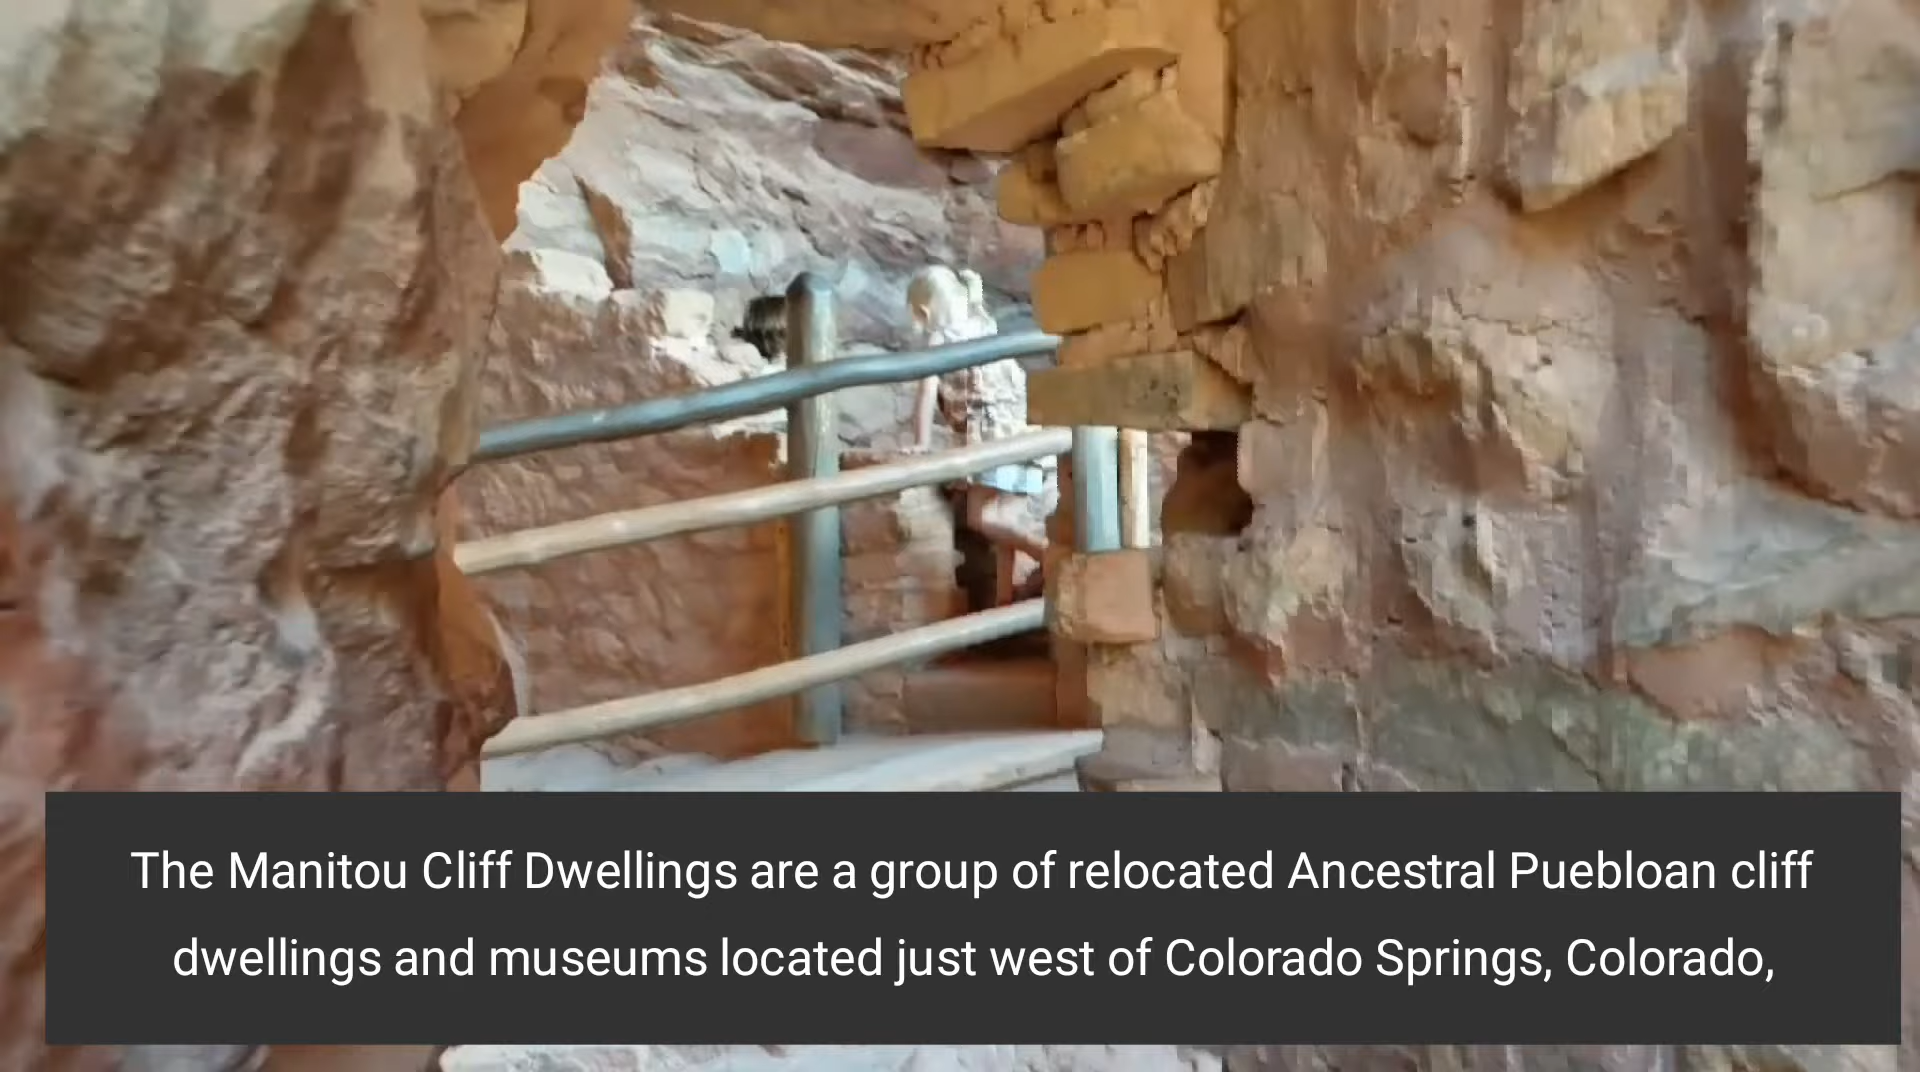 The Manitou Cliff Dwellings are a group of relocated Ancestral Puebloan cliff
dwellings and museums located just west of Colorado Springs, Colorado,